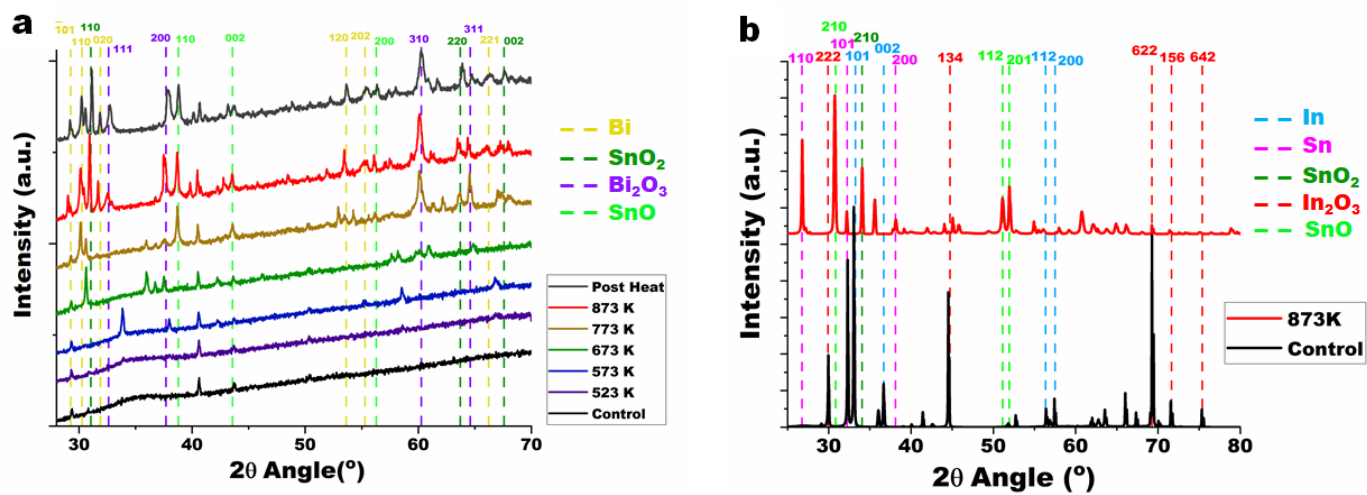 a
1̄01
110
110
020
111
200
110
002
120
202
200
310
220
311
221
002
Bi
SnO₂
Bi₂O₃
SnO
Post Heat
873 K
773 K
673 K
573 K
523 K
Control
Intensity (a.u.)
30
40
50
60
70
2θ Angle(°)
b
110
222
210
101
101
210
002
200
134
112
201
112
200
622
156
642
In
Sn
SnO₂
In₂O₃
SnO
873K
Control
Intensity (a.u.)
30
40
50
60
70
80
2θ Angle (°)